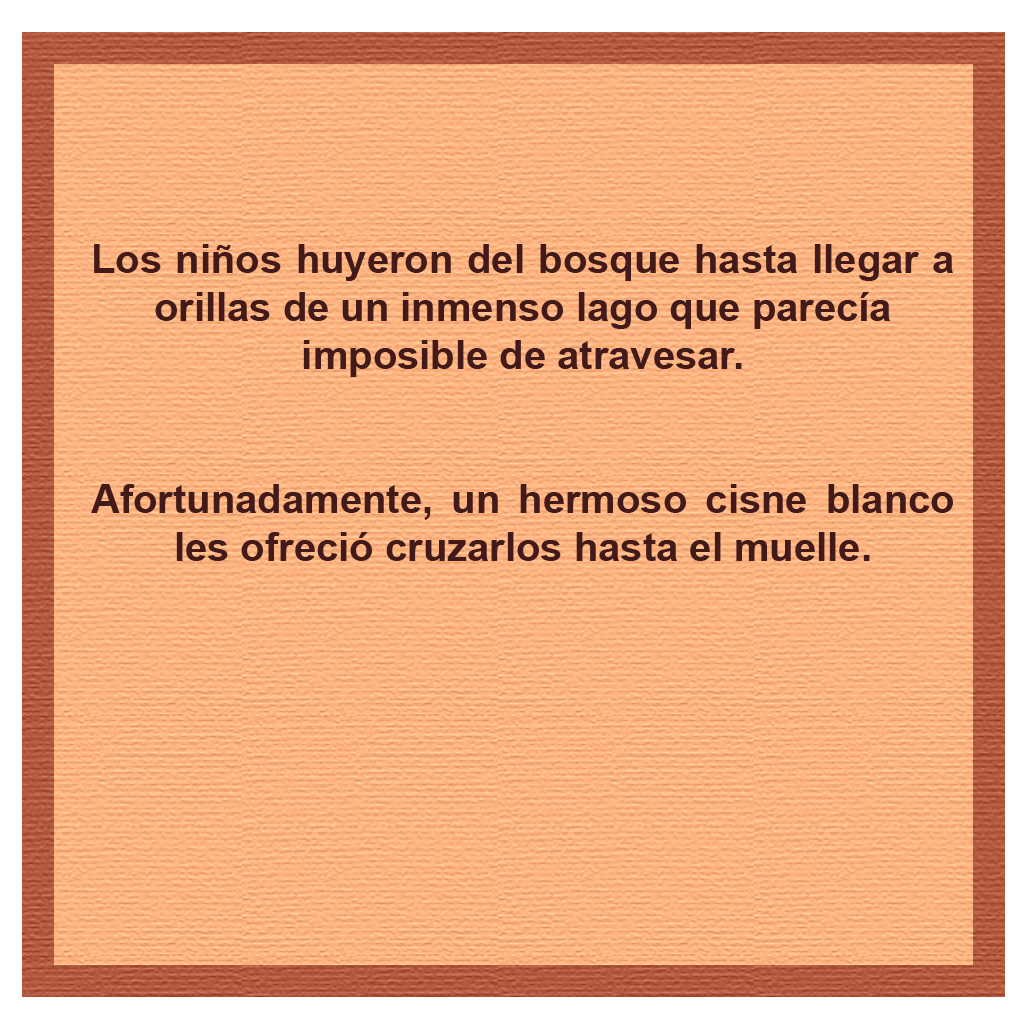 Los niños huyeron del bosque hasta llegar a
orillas de un inmenso lago que parecía
imposible de atravesar.
Afortunadamente, un hermoso cisne blanco
les ofreció cruzarlos hasta el muelle.